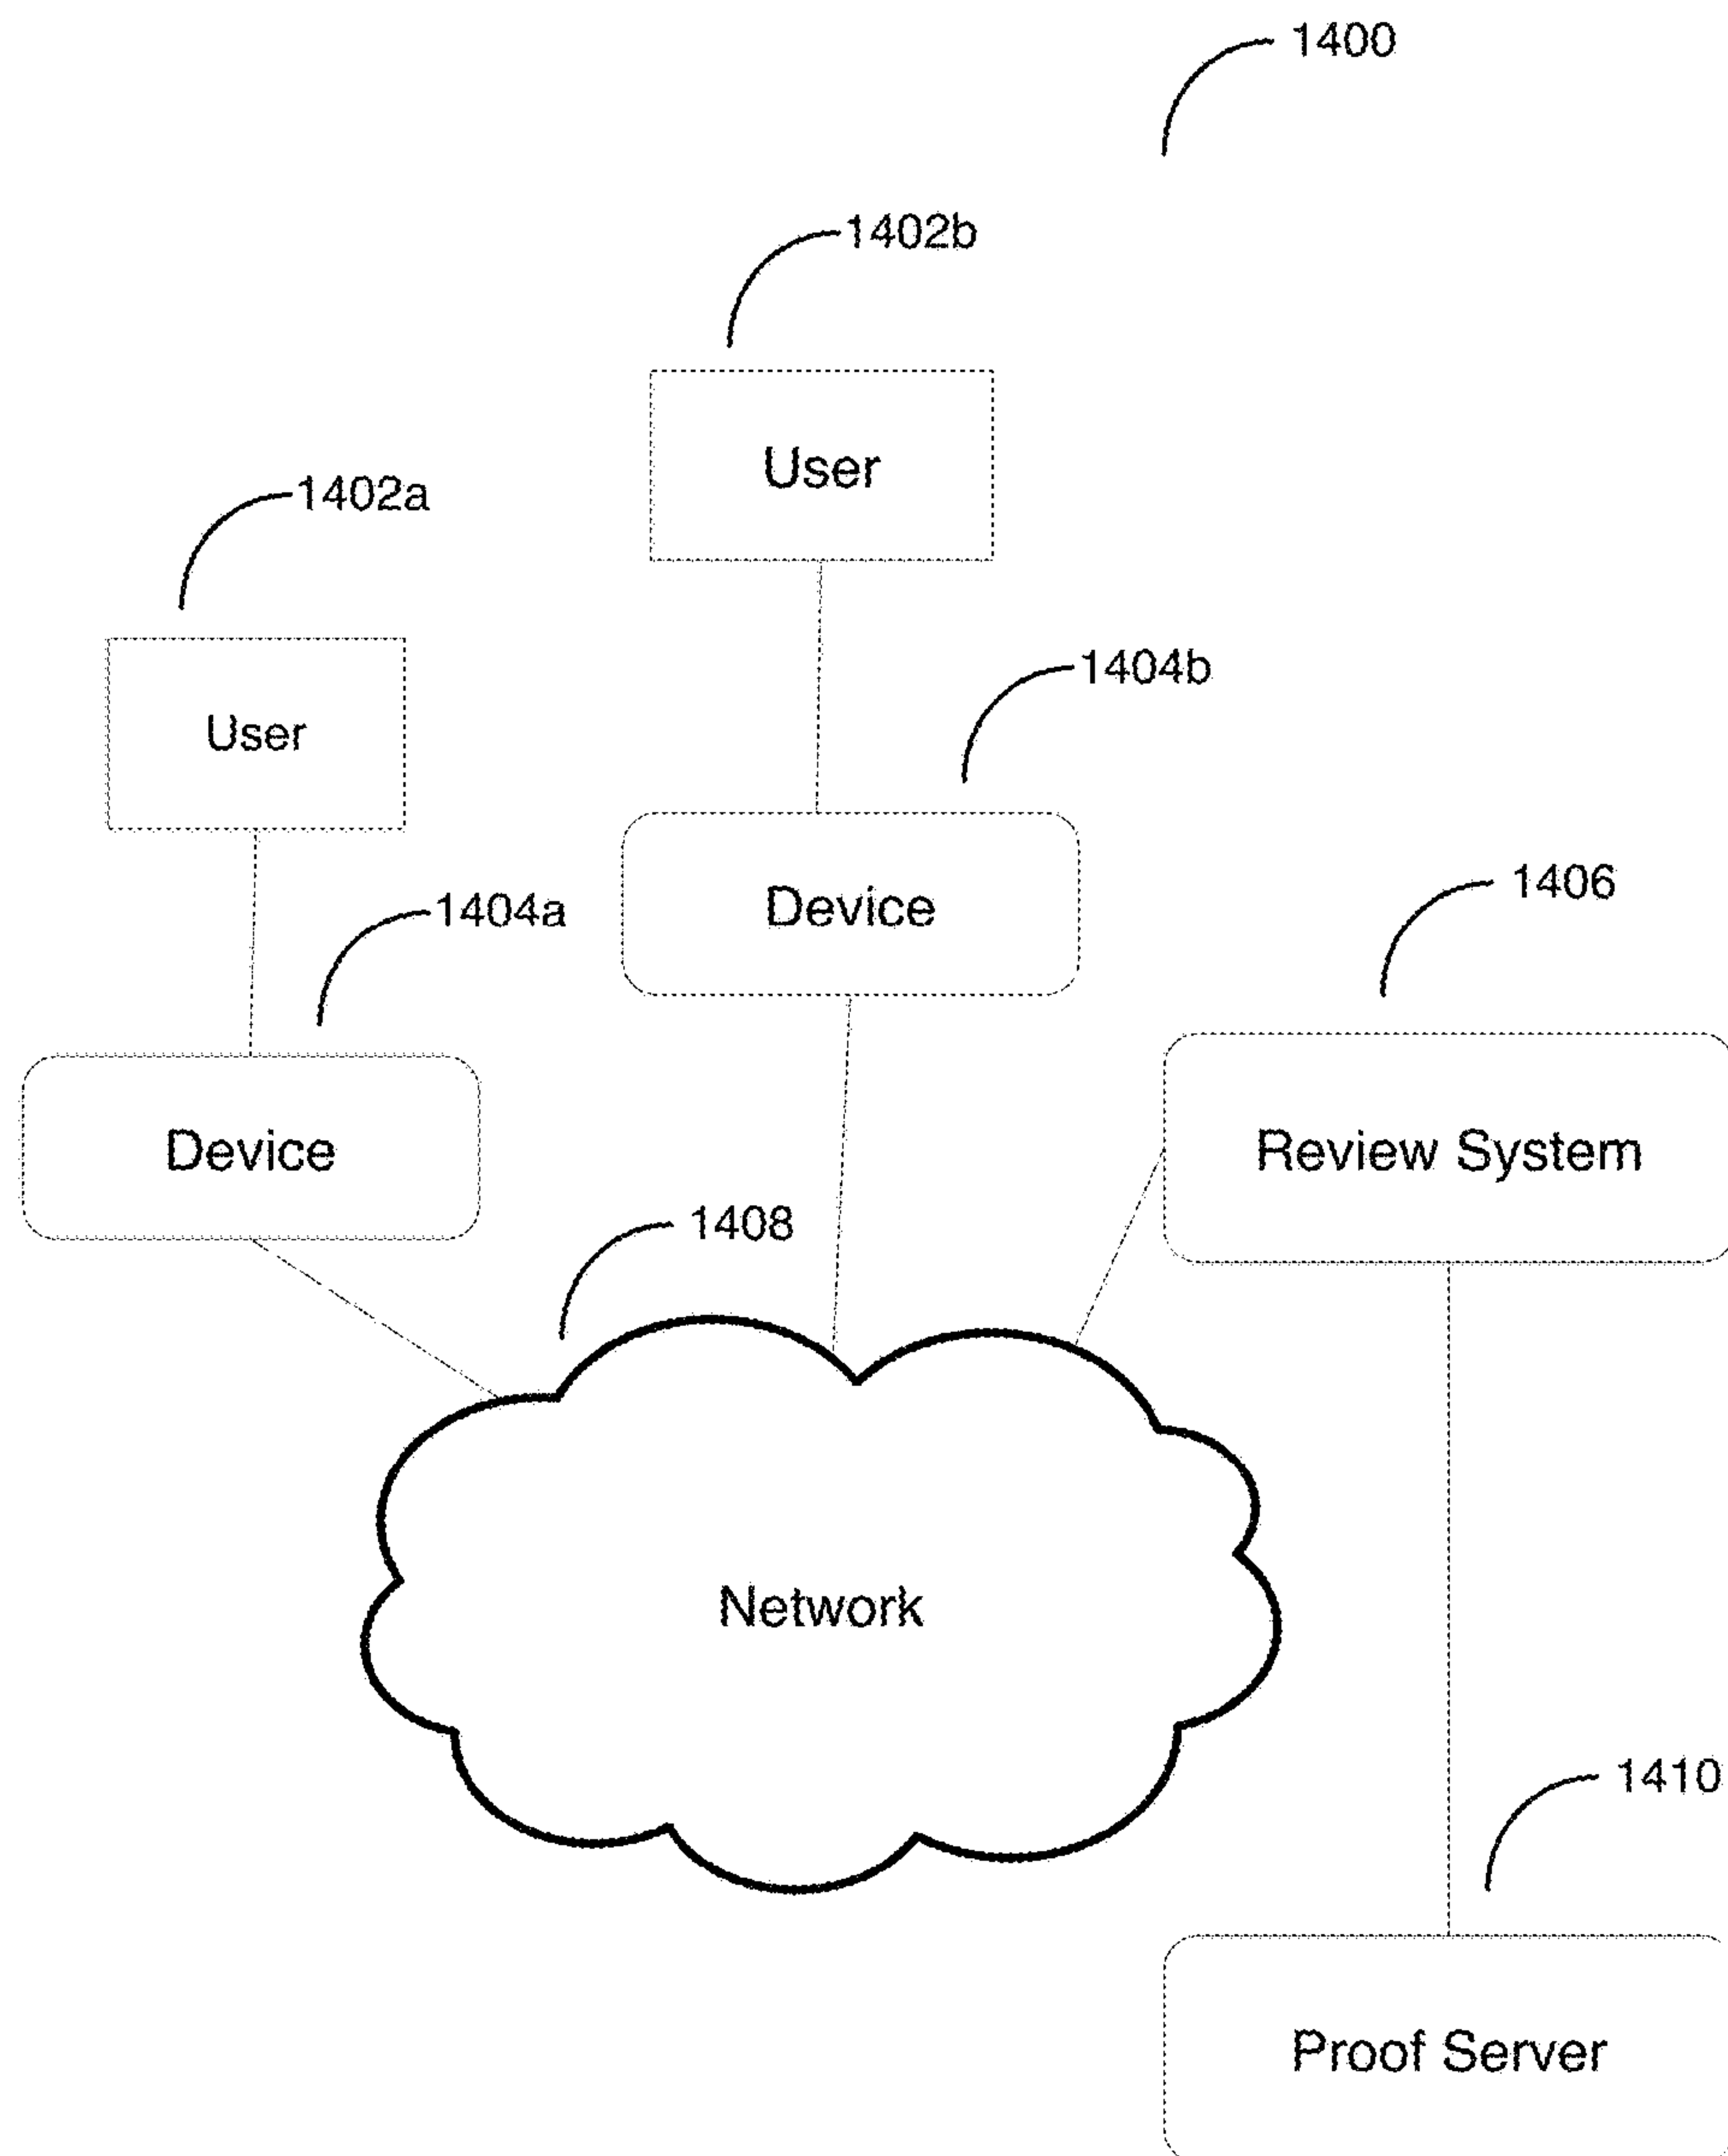 1400
1402b
User
1402a
User
1404b
Device
1406
1404a
Device
Review System
1408
Network
1410
Proof Server